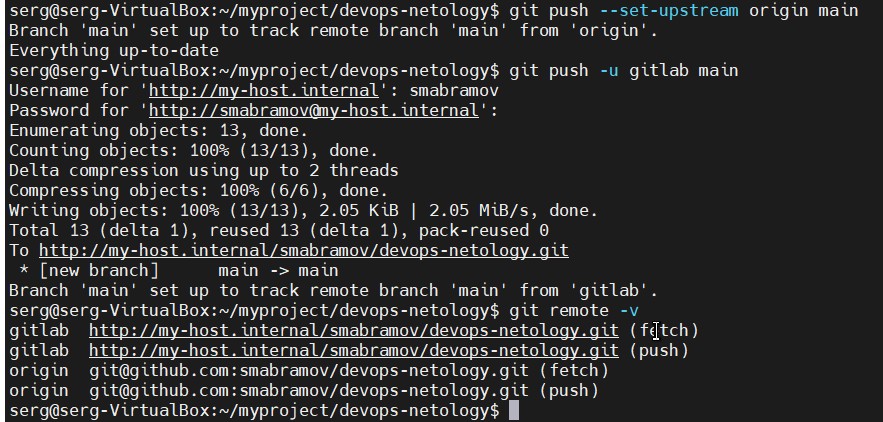 serg@serg-VirtualBox:~/myproject/devops-netology$ git push --set-upstream origin main
Branch 'main' set up to track remote branch 'main' from 'origin'.
Everything up-to-date
serg@serg-VirtualBox:~/myproject/devops-netology$ git push -u gitlab main
Username for 'http://my-host.internal': smabramov
Password for 'http://smabramov@my-host.internal':
Enumerating objects: 13, done.
Counting objects: 100% (13/13), done.
Delta compression using up to 2 threads
Compressing objects: 100% (6/6), done.
Writing objects: 100% (13/13), 2.05 KiB | 2.05 MiB/s, done.
Total 13 (delta 1), reused 13 (delta 1), pack-reused 0
To http://my-host.internal/smabramov/devops-netology.git
 * [new branch]      main -> main
Branch 'main' set up to track remote branch 'main' from 'gitlab'.
serg@serg-VirtualBox:~/myproject/devops-netology$ git remote -v
gitlab  http://my-host.internal/smabramov/devops-netology.git (fetch)
gitlab  http://my-host.internal/smabramov/devops-netology.git (push)
origin  git@github.com:smabramov/devops-netology.git (fetch)
origin  git@github.com:smabramov/devops-netology.git (push)
serg@serg-VirtualBox:~/myproject/devops-netology$